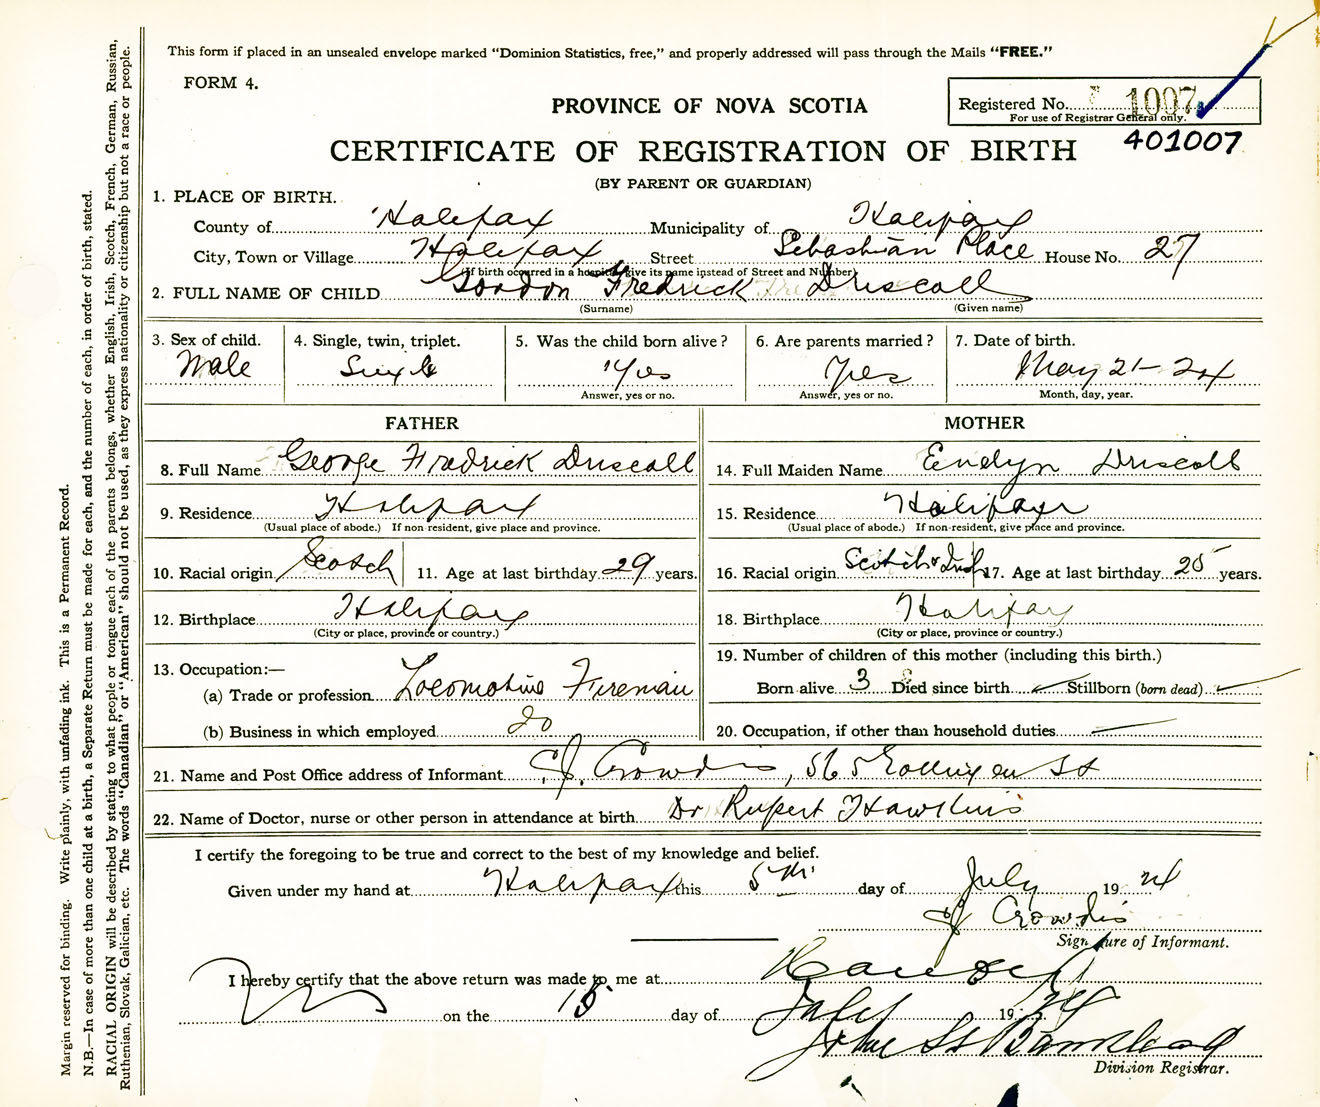 This form if placed in an unsealed envelope marked "Dominion Statistics, free," and properly addressed will pass through the Mails "FREE."
FORM 4.
PROVINCE OF NOVA SCOTIA
Registered No. 1007
For use of Registrar General only.
401007
CERTIFICATE OF REGISTRATION OF BIRTH
(BY PARENT OR GUARDIAN)
1. PLACE OF BIRTH.
County of Halifax Municipality of Halifax
City, Town or Village Halifax Street Sebastian Place House No. 27
(If birth occurred in a hospital give its name instead of Street and Number)
2. FULL NAME OF CHILD Gordon Fredrick Driscoll
(Surname) (Given name)
3. Sex of child. 4. Single, twin, triplet. 5. Was the child born alive? 6. Are parents married? 7. Date of birth.
Male Single Yes Yes May 21-24
Answer, yes or no. Answer, yes or no. Month, day, year.
FATHER
8. Full Name George Fredrick Driscoll
9. Residence Halifax
(Usual place of abode.) If non-resident, give place and province.
10. Racial origin Scotch 11. Age at last birthday 29 years.
12. Birthplace Halifax
(City or place, province or country.)
13. Occupation:—
(a) Trade or profession Locomotive Fireman
(b) Business in which employed do
MOTHER
14. Full Maiden Name Evelyn Driscoll
15. Residence Halifax
(Usual place of abode.) If non-resident, give place and province.
16. Racial origin Scotch & Irish 17. Age at last birthday 25 years.
18. Birthplace Halifax
(City or place, province or country.)
19. Number of children of this mother (including this birth.)
Born alive 3 Died since birth Stillborn (born dead)
20. Occupation, if other than household duties
21. Name and Post Office address of Informant Crowdis, 565 Gottingen St
22. Name of Doctor, nurse or other person in attendance at birth Dr Rupert Hawkins
I certify the foregoing to be true and correct to the best of my knowledge and belief.
Given under my hand at Halifax this 5th day of July 1924
Crowdis
Signature of Informant.
I hereby certify that the above return was made to me at
on the 15 day of July 1924
John
Division Registrar.
Margin reserved for binding. Write plainly, with unfading ink. This is a Permanent Record.
N.B.—In case of more than one child at a birth, a Separate Return must be made for each, and the number of each, in order of birth, stated.
RACIAL ORIGIN will be described by stating to what people or tongue each of the parents belongs, whether English, Irish, Scotch, French, German, Russian,
Ruthenian, Slovak, Galician, etc. The words "Canadian" or "American" should not be used, as they express nationality or citizenship but not a race or people.